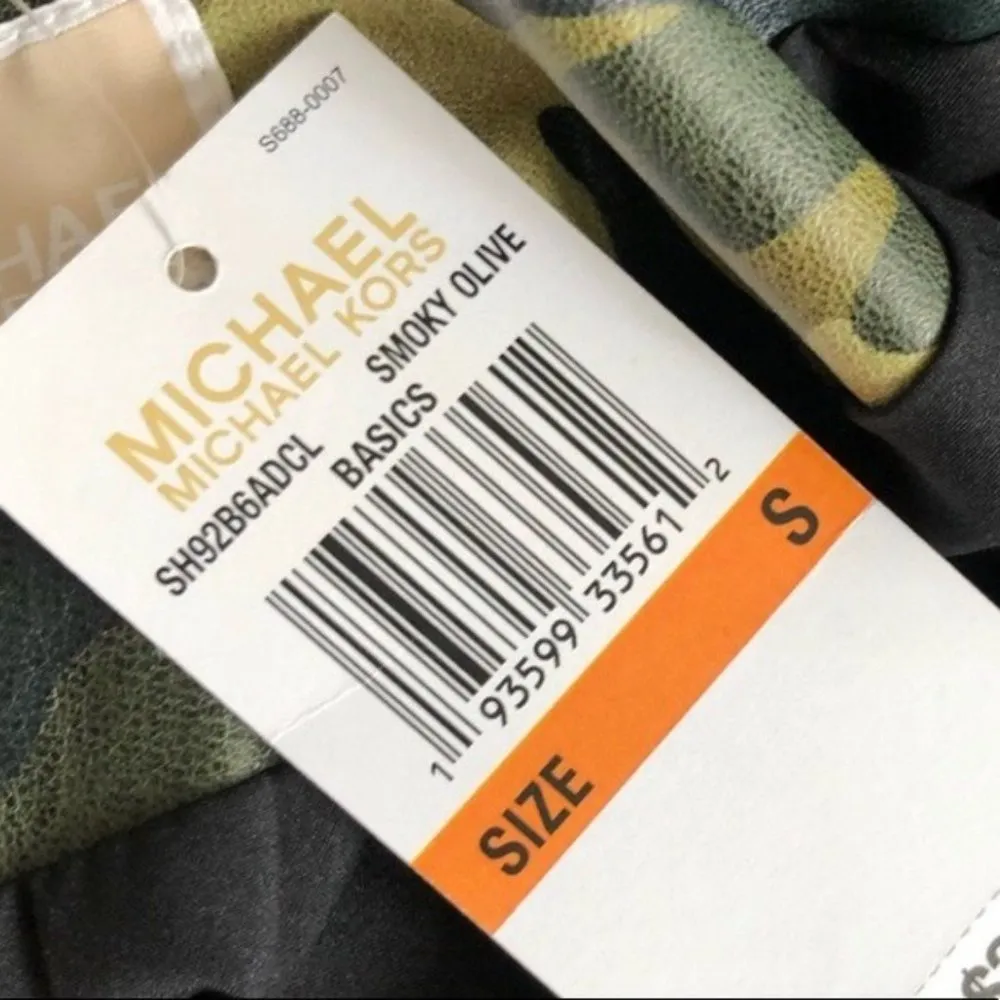 S688-0007
MICHAEL
MICHAEL KORS
SH92B6ADCL SMOKY OLIVE
BASICS
1 93599 33561 2
SIZE S